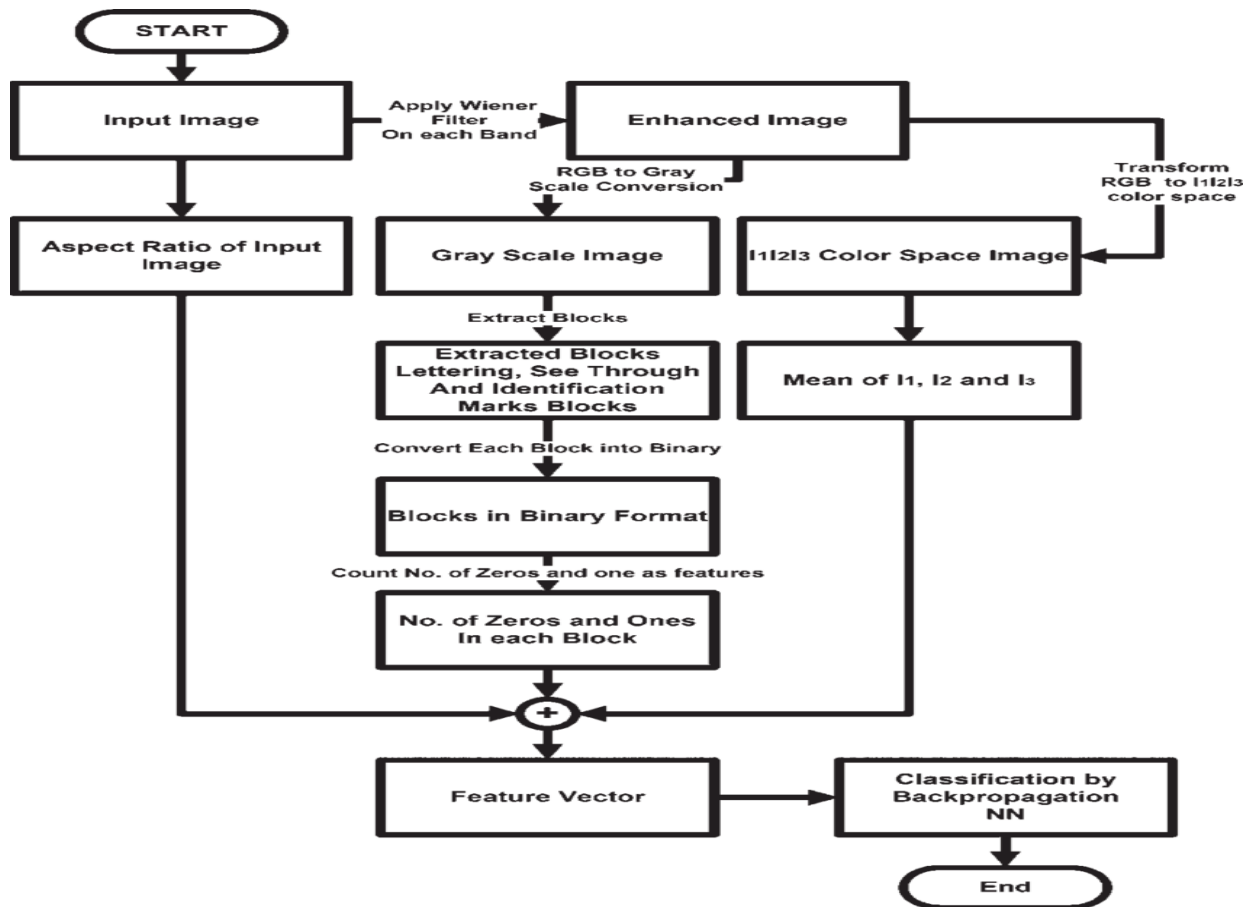 START
Input Image
Apply Wiener
Filter
On each Band
Enhanced Image
RGB to Gray
Scale Conversion
Transform
RGB to I1I2I3
color space
Aspect Ratio of Input
Image
Gray Scale Image
I1I2I3 Color Space Image
Extract Blocks
Extracted Blocks
Lettering, See Through
And Identification
Marks Blocks
Mean of I1, I2 and I3
Convert Each Block into Binary
Blocks in Binary Format
Count No. of Zeros and one as features
No. of Zeros and Ones
In each Block
+
Feature Vector
Classification by
Backpropagation
NN
End